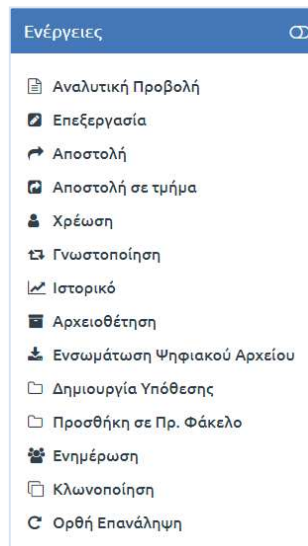 Ενέργειες
Αναλυτική Προβολή
Επεξεργασία
Αποστολή
Αποστολή σε τμήμα
Χρέωση
Γνωστοποίηση
Ιστορικό
Αρχειοθέτηση
Ενσωμάτωση Ψηφιακού Αρχείου
Δημιουργία Υπόθεσης
Προσθήκη σε Πρ. Φάκελο
Ενημέρωση
Κλωνοποίηση
Ορθή Επανάληψη